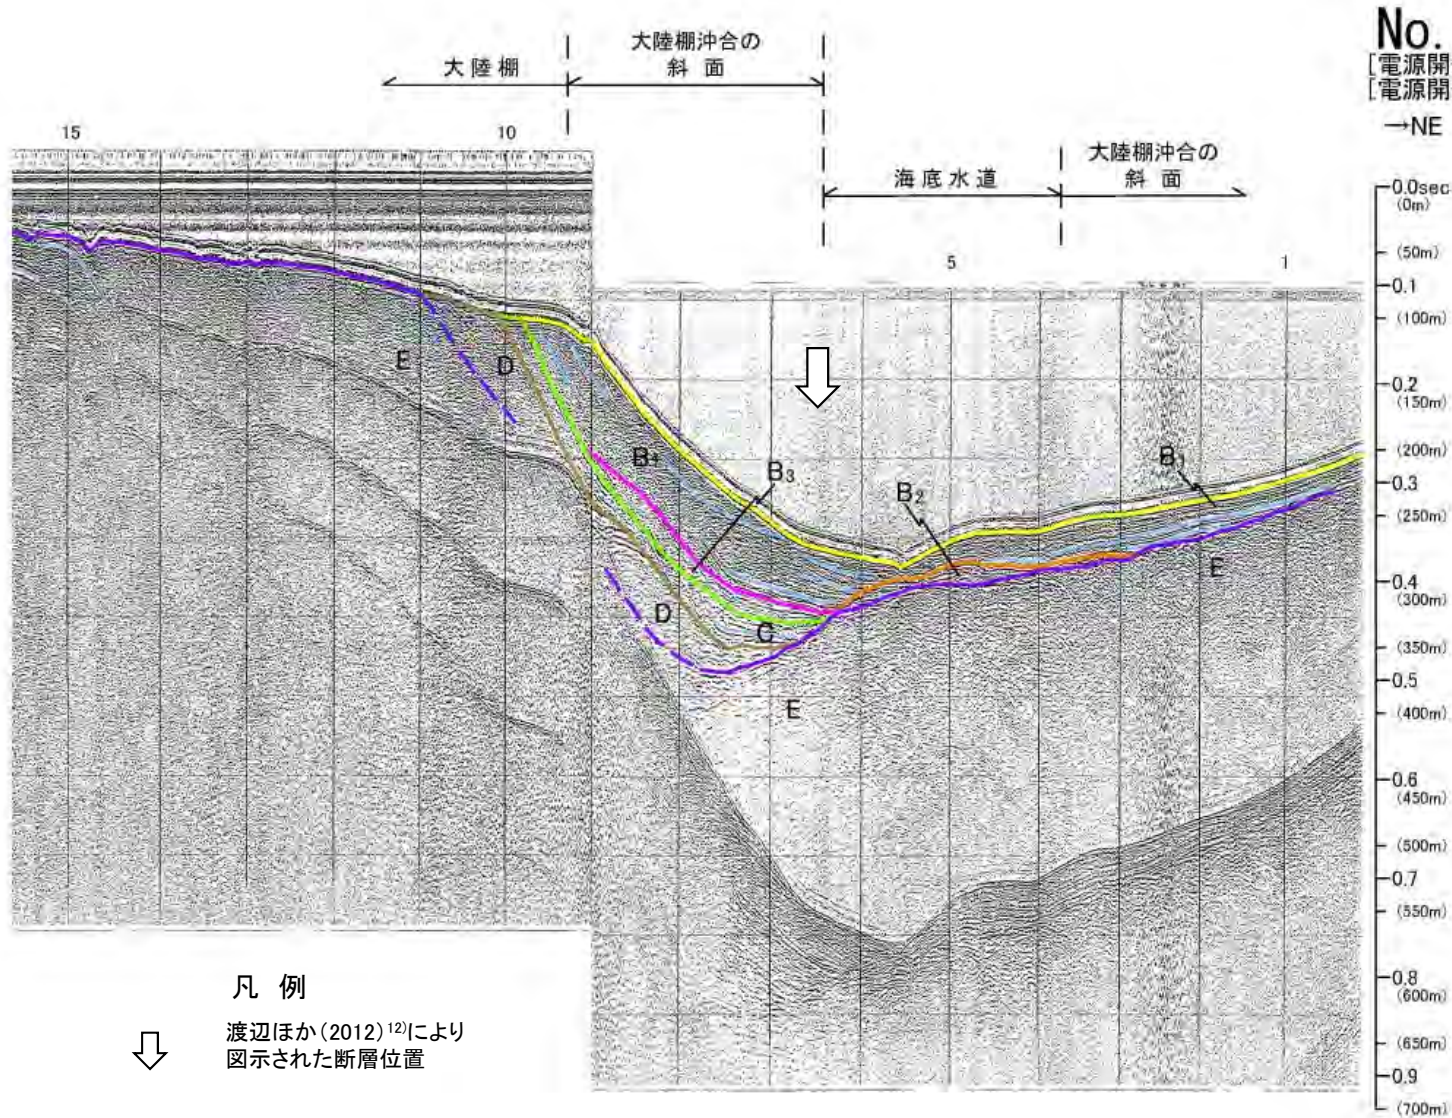 No.
[電源開
[電源開
→NE
大陸棚
大陸棚沖合の
斜面
海底水道
大陸棚沖合の
斜面
15
10
5
1
0.0sec
(0m)
(50m)
0.1
(100m)
0.2
(150m)
(200m)
0.3
(250m)
0.4
(300m)
(350m)
0.5
(400m)
0.6
(450m)
(500m)
0.7
(550m)
0.8
(600m)
(650m)
0.9
(700m)
E
D
B4
B3
B2
B1
E
D
C
E
凡 例
渡辺ほか(2012)12)により
図示された断層位置